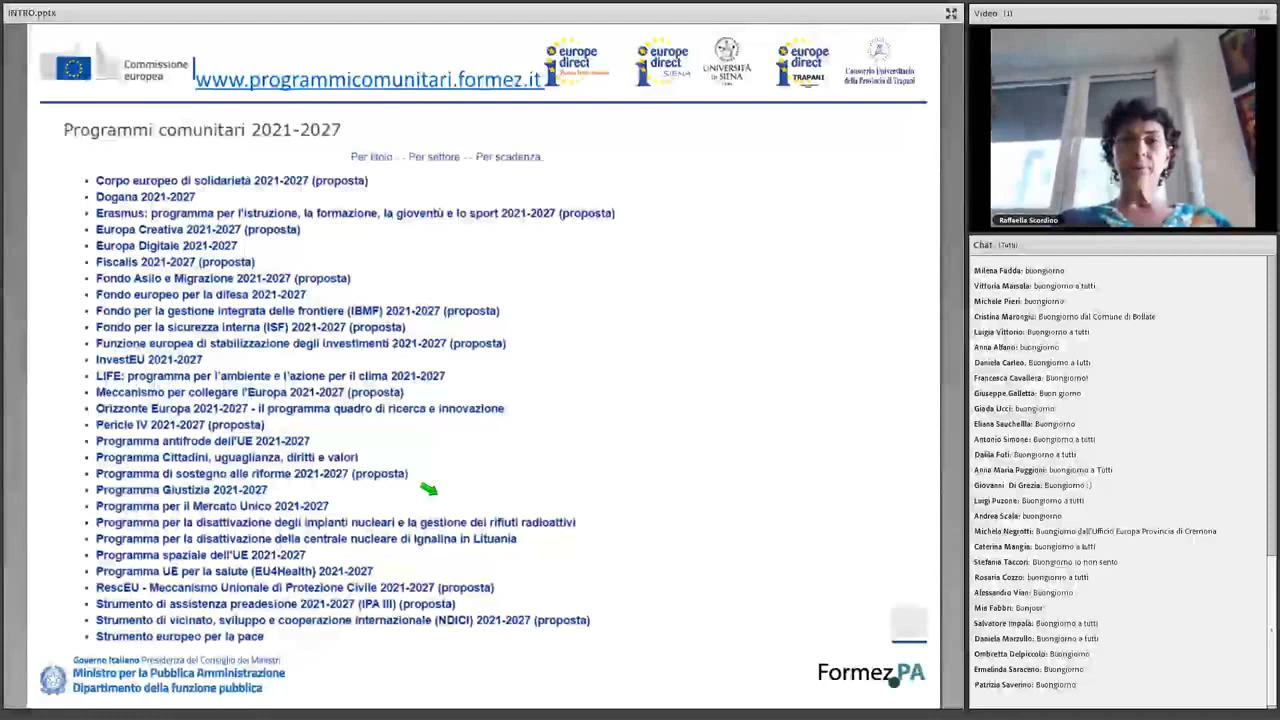 INTRO.pptx
Commissione
europea
www.programmicomunitari.formez.it
europe
direct
europe
direct
SIENA
UNIVERSITÀ
DI SIENA
europe
direct
TRAPANI
Consorzio Universitario
della Provincia di Trapani
Programmi comunitari 2021-2027
Per titolo -- Per settore -- Per scadenza
Corpo europeo di solidarietà 2021-2027 (proposta)
Dogana 2021-2027
Erasmus: programma per l'istruzione, la formazione, la gioventù e lo sport 2021-2027 (proposta)
Europa Creativa 2021-2027 (proposta)
Europa Digitale 2021-2027
Fiscalis 2021-2027 (proposta)
Fondo Asilo e Migrazione 2021-2027 (proposta)
Fondo europeo per la difesa 2021-2027
Fondo per la gestione integrata delle frontiere (IBMF) 2021-2027 (proposta)
Fondo per la sicurezza interna (ISF) 2021-2027 (proposta)
Funzione europea di stabilizzazione degli investimenti 2021-2027 (proposta)
InvestEU 2021-2027
LIFE: programma per l'ambiente e l'azione per il clima 2021-2027
Meccanismo per collegare l'Europa 2021-2027 (proposta)
Orizzonte Europa 2021-2027 - il programma quadro di ricerca e innovazione
Pericle IV 2021-2027 (proposta)
Programma antifrode dell'UE 2021-2027
Programma Cittadini, uguaglianza, diritti e valori
Programma di sostegno alle riforme 2021-2027 (proposta)
Programma Giustizia 2021-2027
Programma per il Mercato Unico 2021-2027
Programma per la disattivazione degli impianti nucleari e la gestione dei rifiuti radioattivi
Programma per la disattivazione della centrale nucleare di Ignalina in Lituania
Programma spaziale dell'UE 2021-2027
Programma UE per la salute (EU4Health) 2021-2027
RescEU - Meccanismo Unionale di Protezione Civile 2021-2027 (proposta)
Strumento di assistenza preadesione 2021-2027 (IPA III) (proposta)
Strumento di vicinato, sviluppo e cooperazione internazionale (NDICI) 2021-2027 (proposta)
Strumento europeo per la pace
Governo Italiano Presidenza del Consiglio dei Ministri
Ministro per la Pubblica Amministrazione
Dipartimento della funzione pubblica
FormezPA
Video (1)
Raffaella Scordino
Chat (Tutti)
Milena Fadda: buongiorno
Vittoria Marsala: buongiorno a tutti
Michele Pieri: buongiorno
Cristina Marongiu: Buongiorno dal Comune di Bollate
Luigia Vittorio: Buongiorno a tutti
Anna Alfano: buongiorno
Daniela Carleo: Buongiorno a tutti
Francesca Cavallera: Buongiorno!
Giuseppe Galletta: Buon giorno
Giada Licci: buongiorno
Eliana Sauchella: Buongiorno
Antonio Simone: Buongiorno a tutti
Dalila Foti: Buongiorno a tutti
Anna Maria Puggioni: buongiorno a Tutti
Giovanni Di Grezia: Buongiorno :)
Luigi Puzone: Buongiorno a tutti
Andrea Scala: buongiorno
Michela Negrotti: Buongiorno dall'Ufficio Europa Provincia di Cremona
Caterina Mangia: buongiorno a tutti
Stefania Taccori: Buongiorno io non sento
Rosaria Cozzo: buongiorno a tutti
Alessandro Vian: Buongiorno
Mia Fabbri: Bonjour!
Salvatore Impalà: Buongiorno a tutti
Daniela Marzullo: Buongiorno a tutti
Ombretta Delpiccolo: Buongiorno
Ermelinda Saraceno: Buongiorno
Patrizia Saverino: Buongiorno